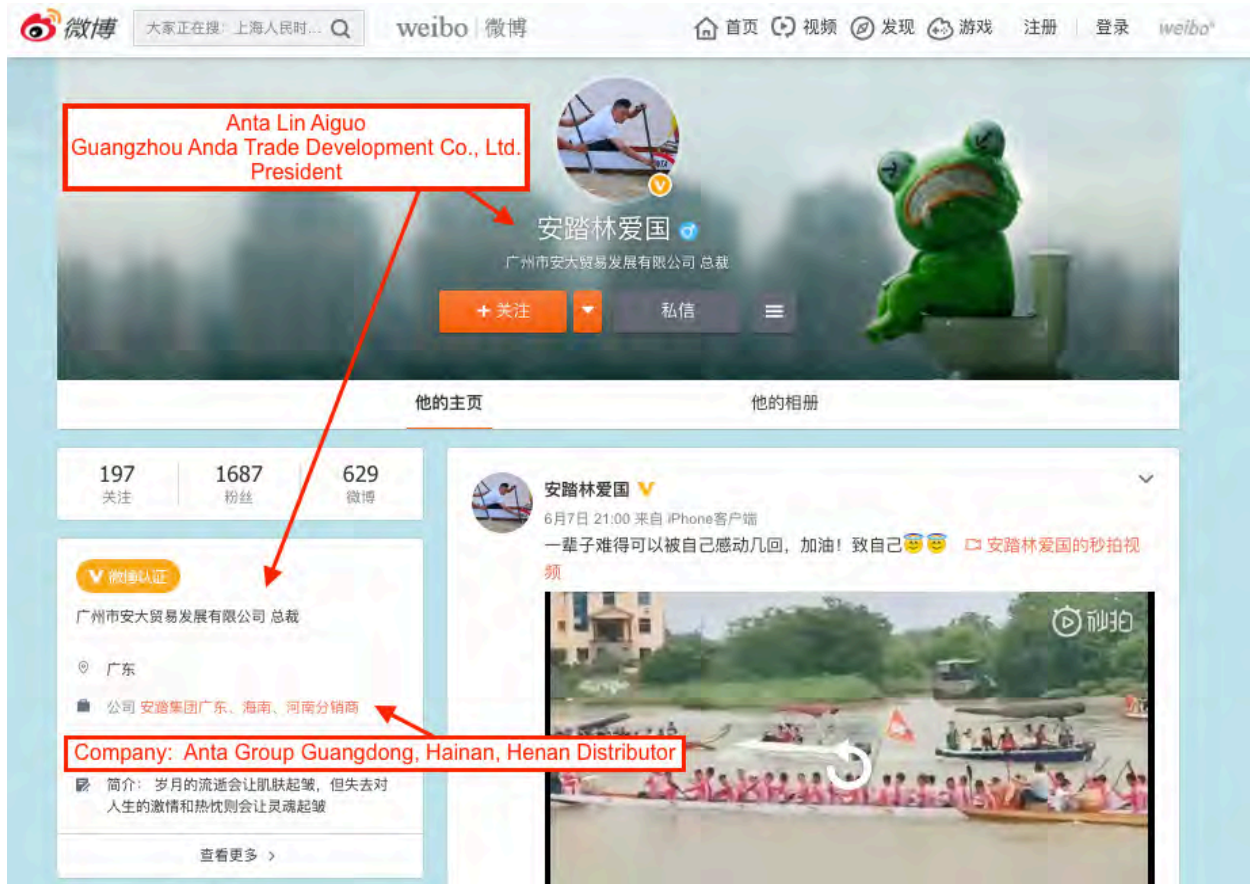 微博 大家正在搜: 上海人民时... weibo | 微博 首页 视频 发现 游戏 注册 | 登录 weibo
Anta Lin Aiguo
Guangzhou Anda Trade Development Co., Ltd.
President
安踏林爱国
广州市安大贸易发展有限公司 总裁
+关注 私信
他的主页 他的相册
197 1687 629
关注 粉丝 微博
安踏林爱国 V
6月7日 21:00 来自 iPhone客户端
一辈子难得可以被自己感动几回,加油!致自己 安踏林爱国的秒拍视
频
秒拍
V 微博认证
广州市安大贸易发展有限公司 总裁
广东
公司 安踏集团广东、海南、河南分销商
Company: Anta Group Guangdong, Hainan, Henan Distributor
简介: 岁月的流逝会让肌肤起皱,但失去对
人生的激情和热忱则会让灵魂起皱
查看更多 >